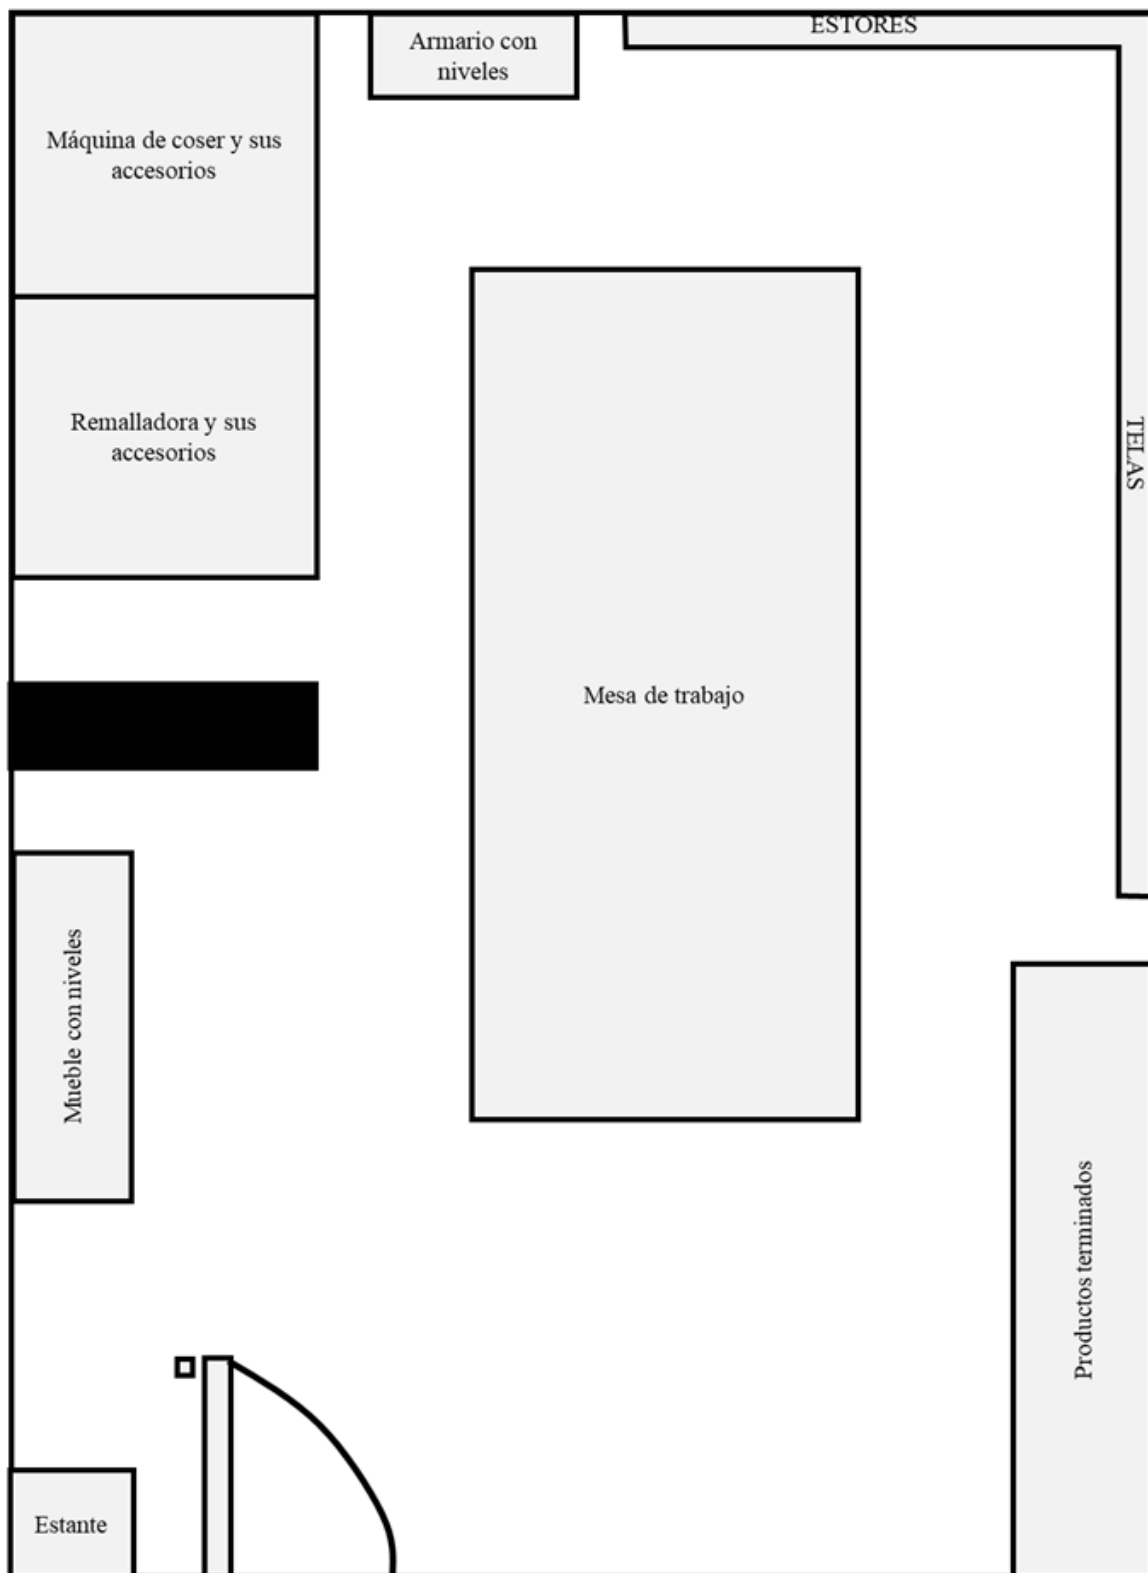 ESTORES
Armario con
niveles
Máquina de coser y sus
accesorios
Remalladora y sus
accesorios
TELAS
Mesa de trabajo
Mueble con niveles
Productos terminados
Estante